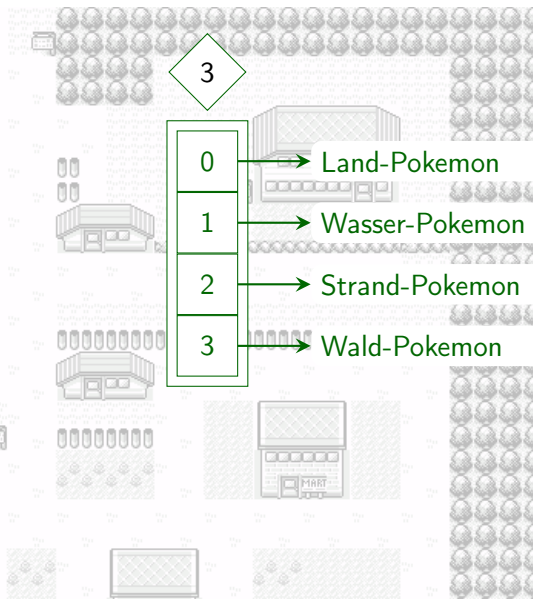 3
0 Land-Pokemon
1 Wasser-Pokemon
2 Strand-Pokemon
3 Wald-Pokemon
MART